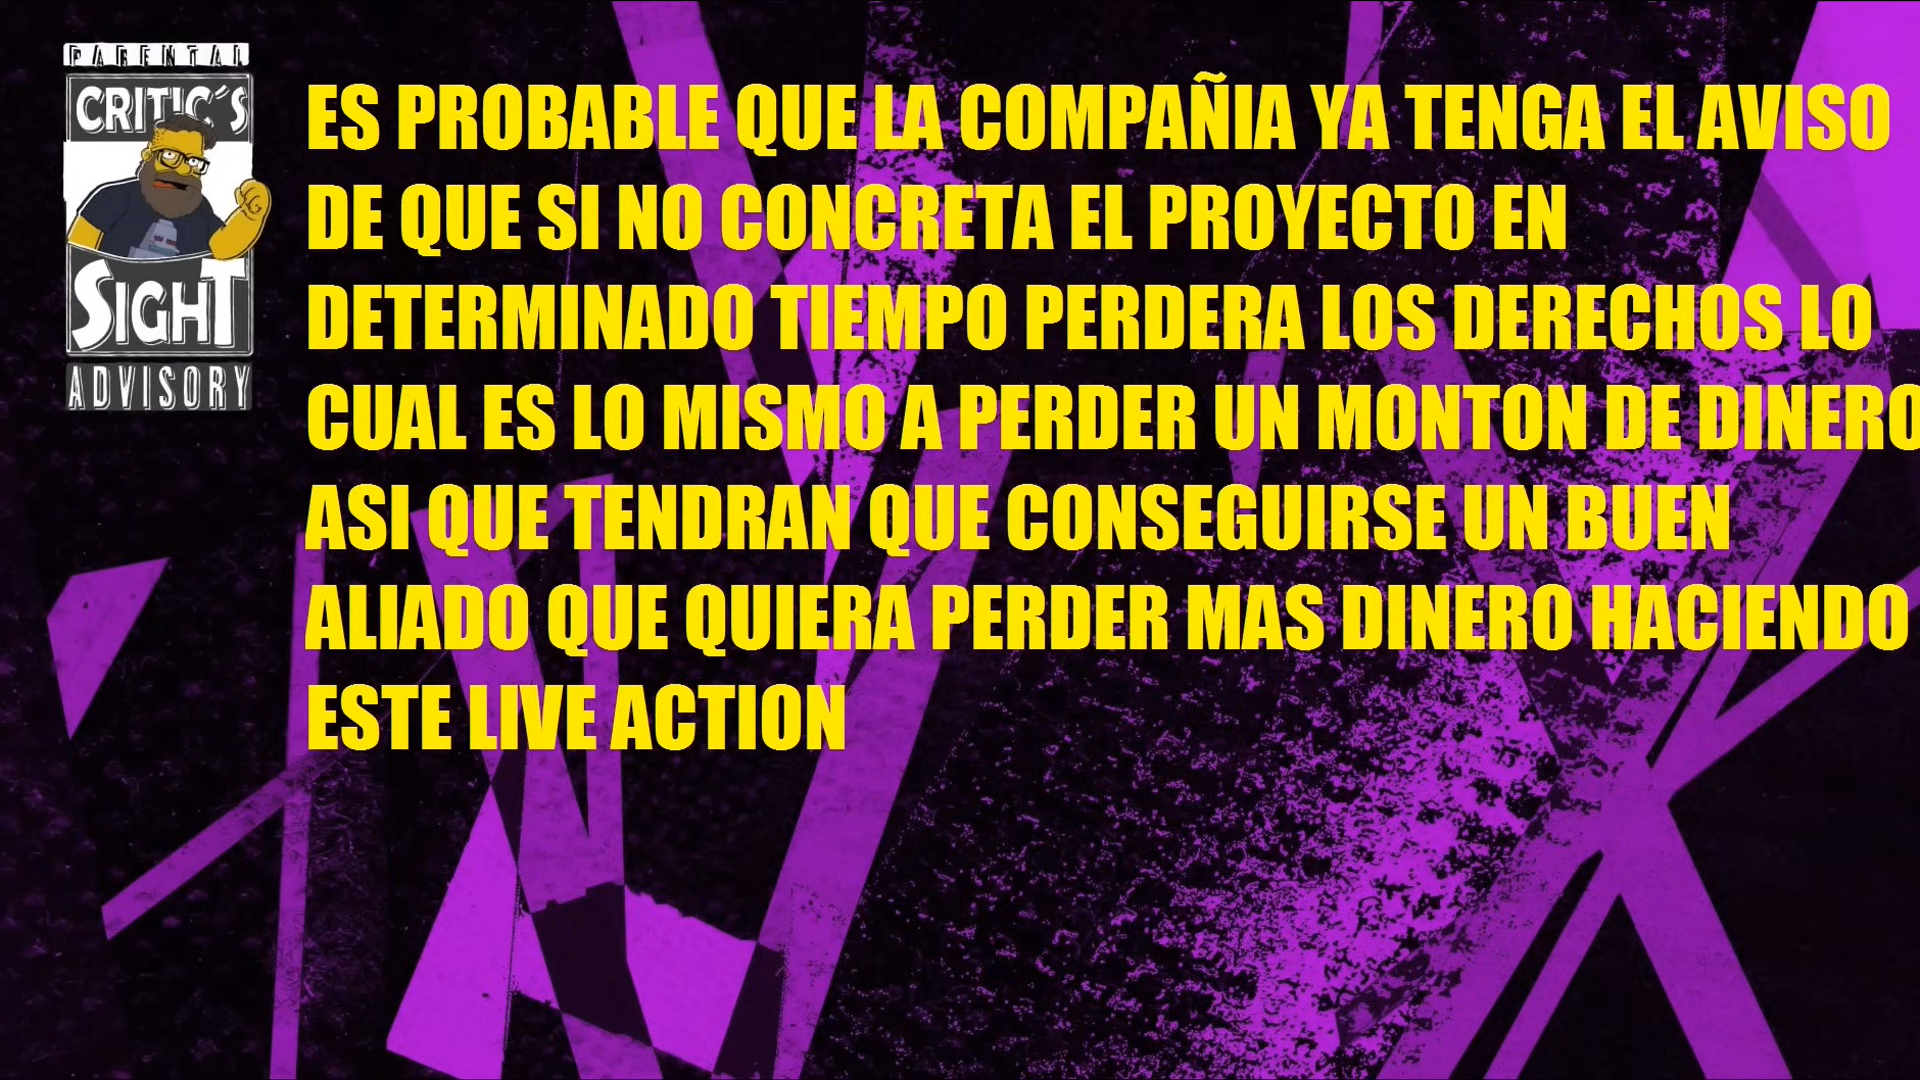 PARENTAL
CRITIC´S
SIGHT
ADVISORY
ES PROBABLE QUE LA COMPAÑIA YA TENGA EL AVISO
DE QUE SI NO CONCRETA EL PROYECTO EN
DETERMINADO TIEMPO PERDERA LOS DERECHOS LO
CUAL ES LO MISMO A PERDER UN MONTON DE DINERO
ASI QUE TENDRAN QUE CONSEGUIRSE UN BUEN
ALIADO QUE QUIERA PERDER MAS DINERO HACIENDO
ESTE LIVE ACTION